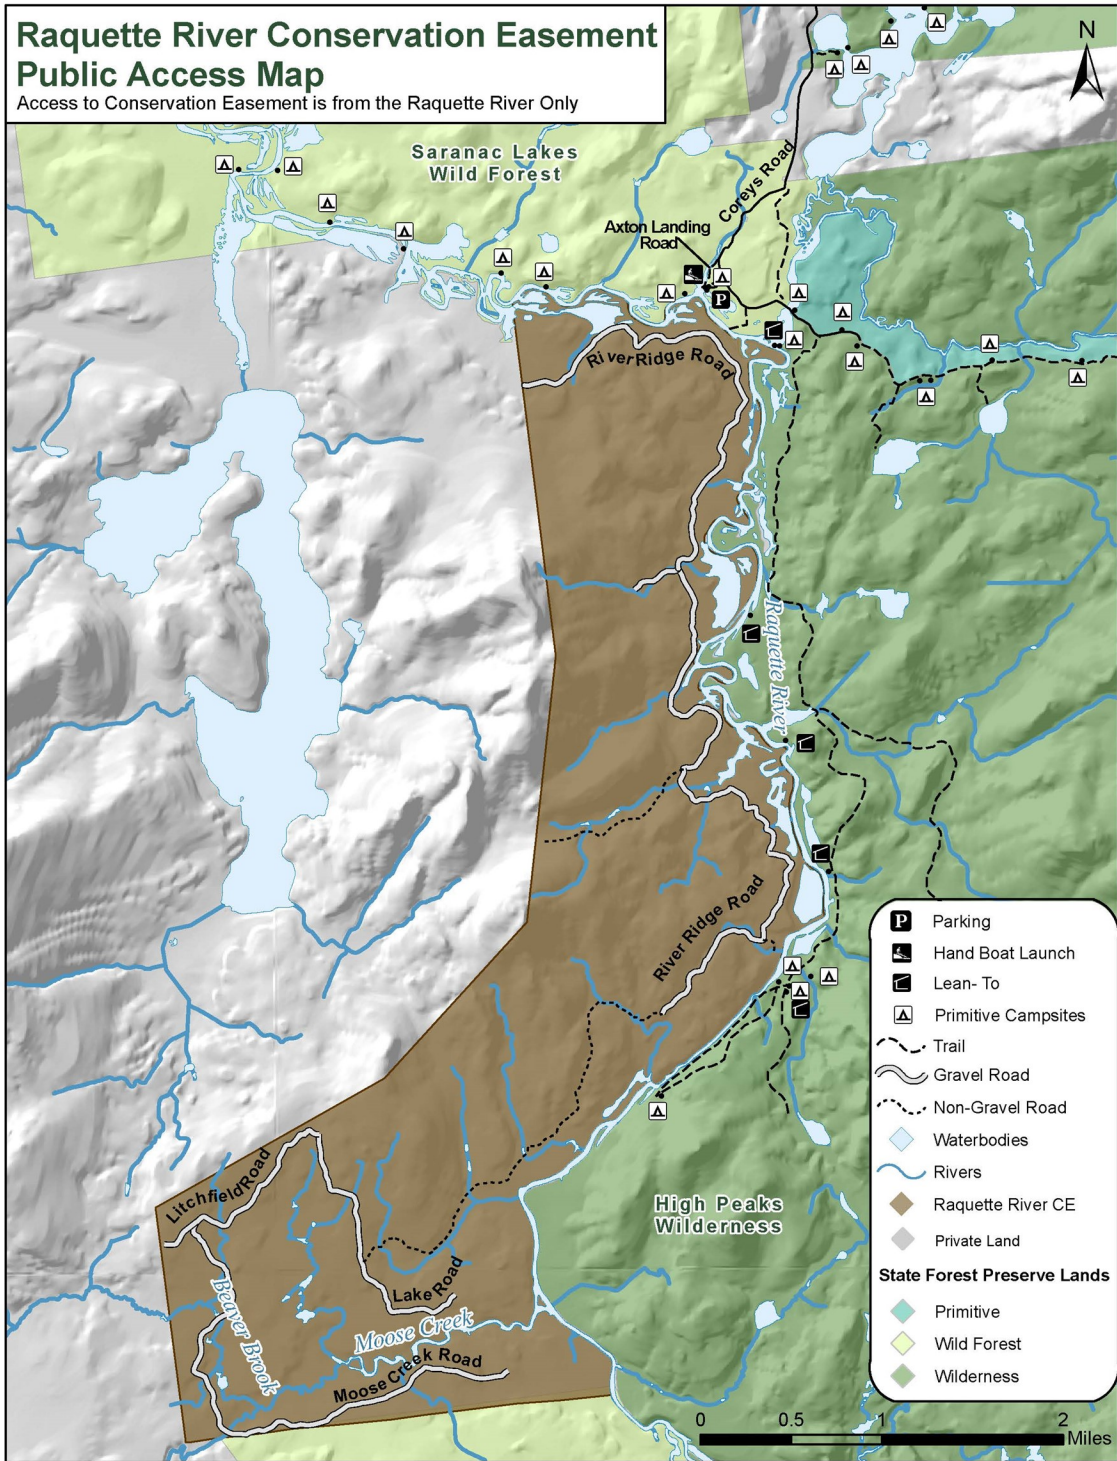 Raquette River Conservation Easement
Public Access Map
Access to Conservation Easement is from the Raquette River Only
N
Saranac Lakes
Wild Forest
Coreys Road
Axton Landing
Road
P
River Ridge Road
Raquette River
River Ridge Road
Litchfield Road
Beaver Brook
Lake Road
Moose Creek
Moose Creek Road
High Peaks
Wilderness
P Parking
Hand Boat Launch
Lean- To
Primitive Campsites
Trail
Gravel Road
Non-Gravel Road
Waterbodies
Rivers
Raquette River CE
Private Land
State Forest Preserve Lands
Primitive
Wild Forest
Wilderness
0 0.5 1 2
Miles